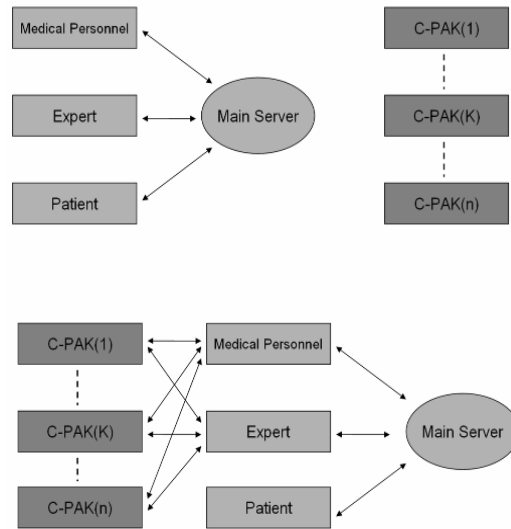 Medical Personnel
C-PAK(1)
Expert
Main Server
C-PAK(K)
Patient
C-PAK(n)
C-PAK(1)
Medical Personnel
C-PAK(K)
Expert
Main Server
C-PAK(n)
Patient